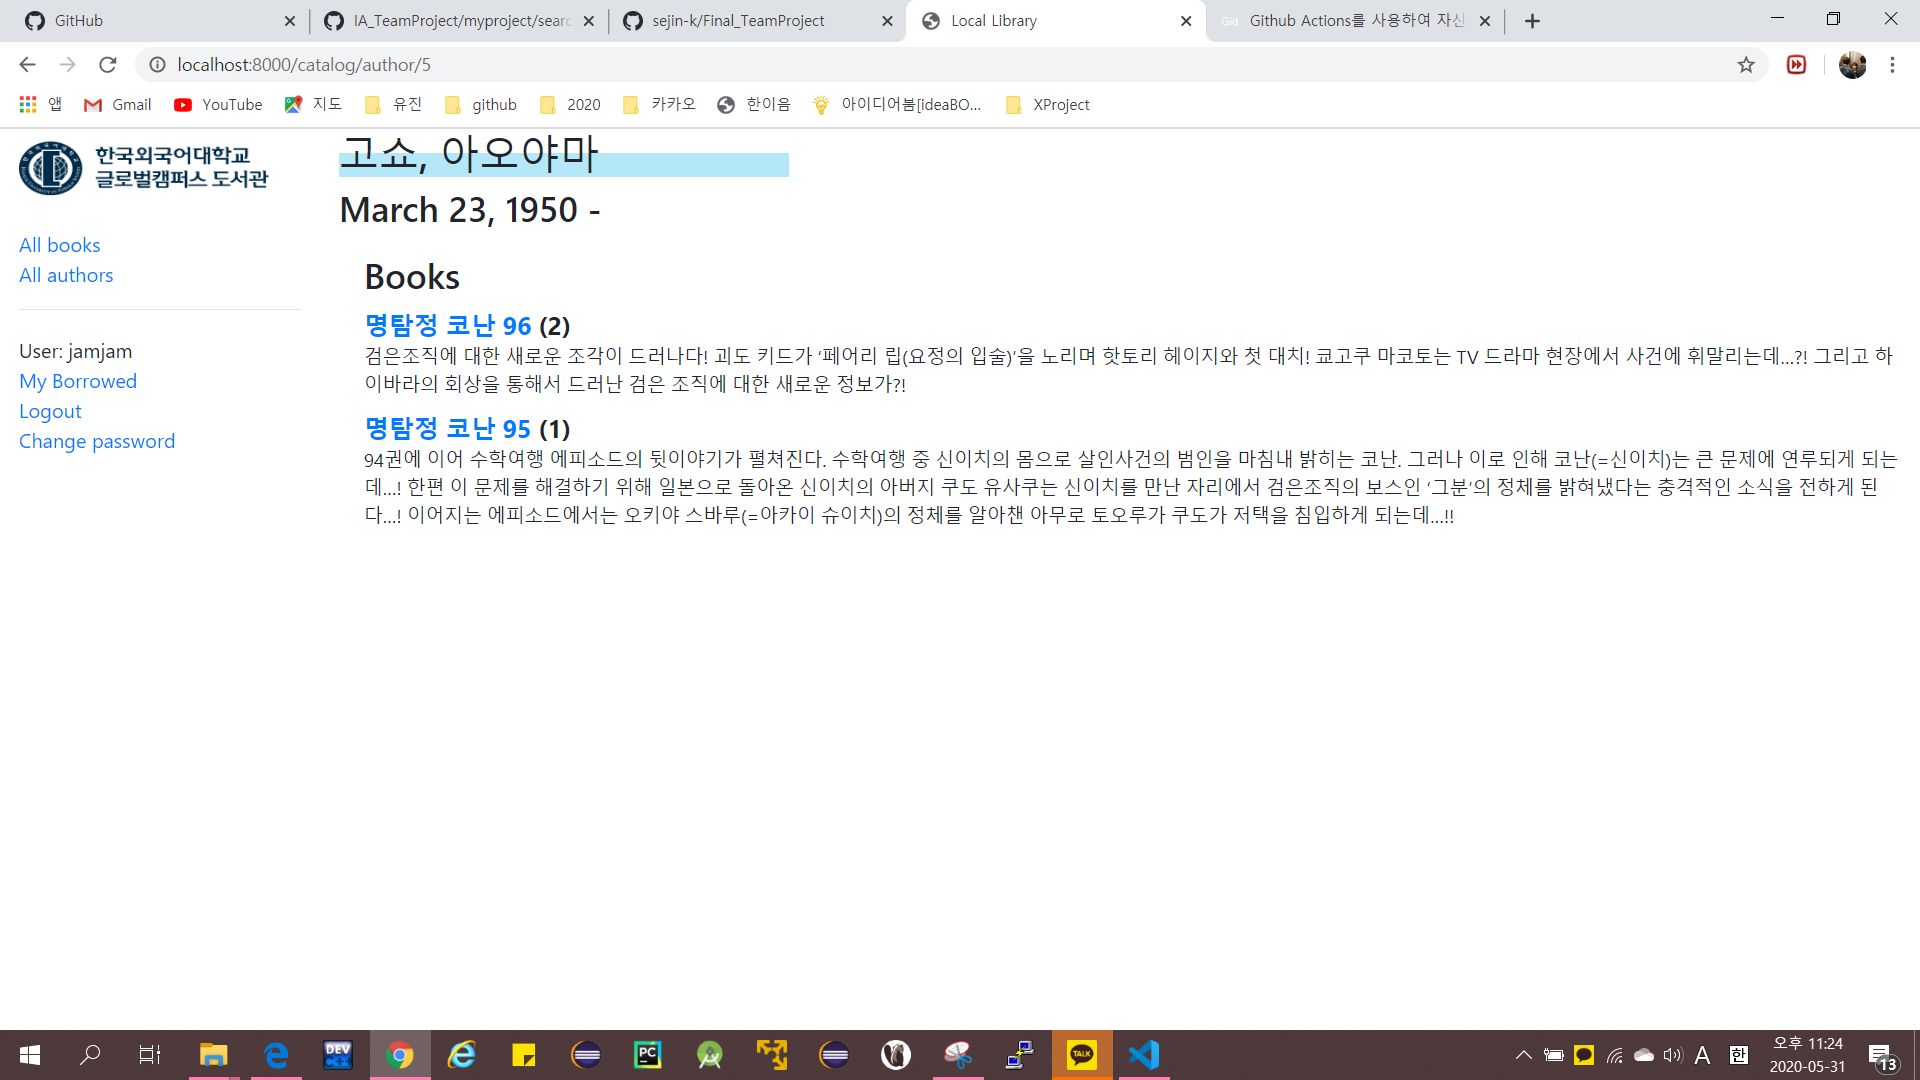 GitHub
IA_TeamProject/myproject/searc
sejin-k/Final_TeamProject
Local Library
Gid Github Actions를 사용하여 자신
localhost:8000/catalog/author/5
앱
Gmail
YouTube
지도
유진
github
2020
카카오
한이음
아이디어봄[ideaBO...
XProject
한국외국어대학교
글로벌캠퍼스 도서관
All books
All authors
User: jamjam
My Borrowed
Logout
Change password
고쇼, 아오야마
March 23, 1950 -
Books
명탐정 코난 96 (2)
검은조직에 대한 새로운 조각이 드러나다! 괴도 키드가 ‘페어리 립(요정의 입술)’을 노리며 핫토리 헤이지와 첫 대치! 쿄고쿠 마코토는 TV 드라마 현장에서 사건에 휘말리는데...?! 그리고 하
이바라의 회상을 통해서 드러난 검은 조직에 대한 새로운 정보가?!
명탐정 코난 95 (1)
94권에 이어 수학여행 에피소드의 뒷이야기가 펼쳐진다. 수학여행 중 신이치의 몸으로 살인사건의 범인을 마침내 밝히는 코난. 그러나 이로 인해 코난(=신이치)는 큰 문제에 연루되게 되는
데...! 한편 이 문제를 해결하기 위해 일본으로 돌아온 신이치의 아버지 쿠도 유사쿠는 신이치를 만난 자리에서 검은조직의 보스인 ‘그분’의 정체를 밝혀냈다는 충격적인 소식을 전하게 된
다...! 이어지는 에피소드에서는 오키야 스바루(=아카이 슈이치)의 정체를 알아챈 아무로 토오루가 쿠도가 저택을 침입하게 되는데...!!
DEV
PC
TALK
A
한
오후 11:24
2020-05-31
13